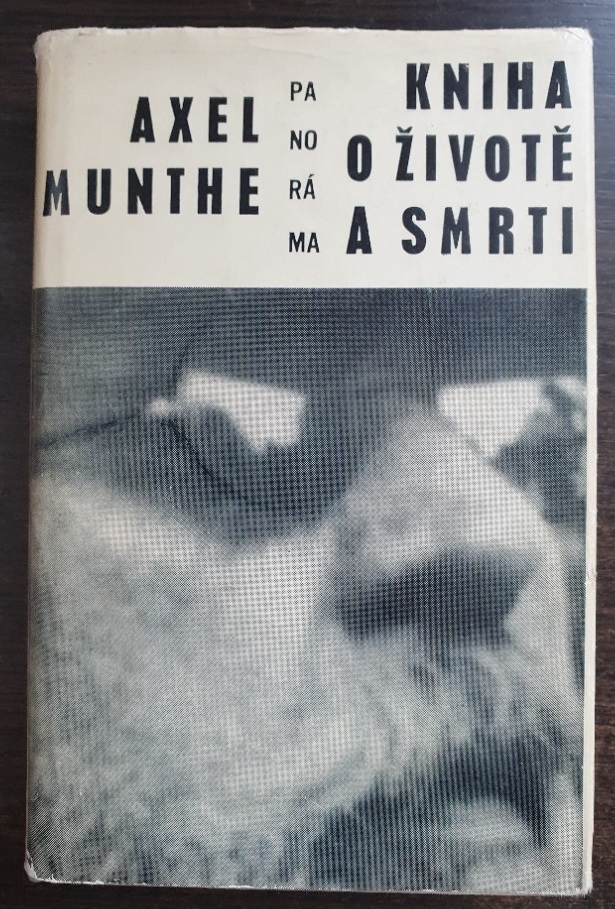 AXEL
MUNTHE
PA
NO
RÁ
MA
KNIHA
O ŽIVOTĚ
A SMRTI